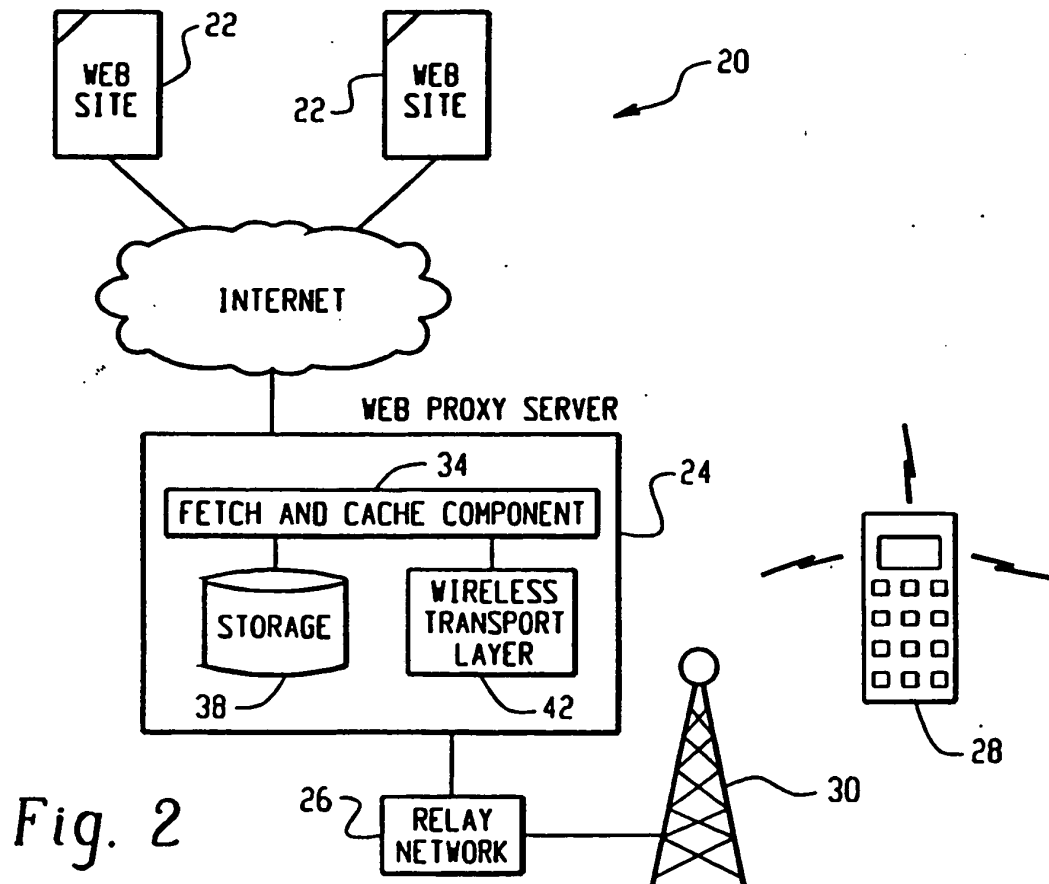 22
WEB
SITE
22
WEB
SITE
20
INTERNET
WEB PROXY SERVER
34
24
FETCH AND CACHE COMPONENT
STORAGE
WIRELESS
TRANSPORT
LAYER
38
42
28
30
26
RELAY
NETWORK
Fig. 2